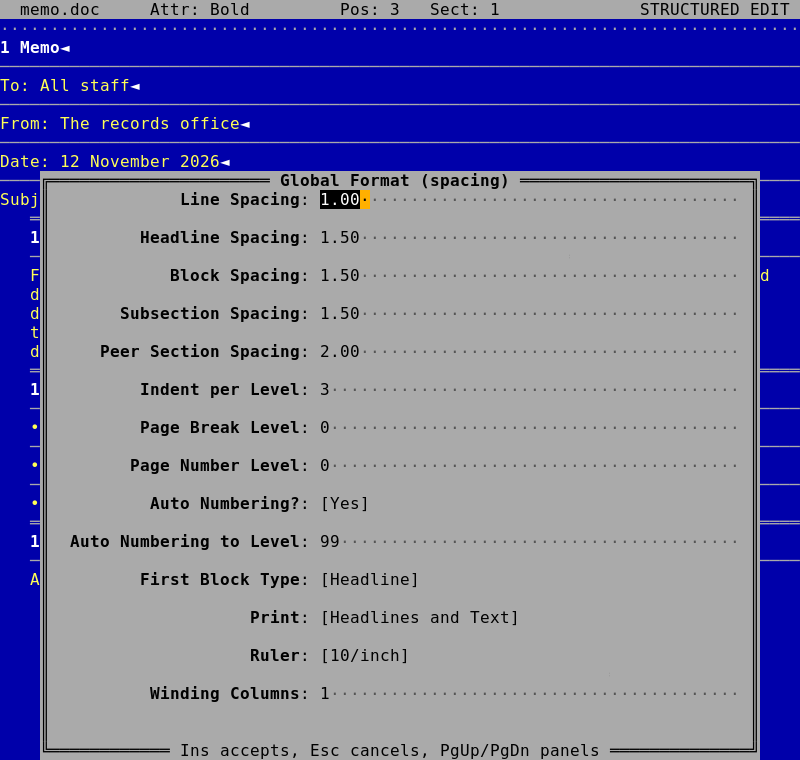 memo.doc Attr: Bold Pos: 3 Sect: 1 STRUCTURED EDIT
1 Memo◄
To: All staff◄
From: The records office◄
Date: 12 November 2026◄
Global Format (spacing)
Subj
Line Spacing: 1.00
1
Headline Spacing: 1.50
F
Block Spacing: 1.50
d
d
d
Subsection Spacing: 1.50
t
d
Peer Section Spacing: 2.00
1
Indent per Level: 3
•
Page Break Level: 0
•
Page Number Level: 0
•
Auto Numbering?: [Yes]
1
Auto Numbering to Level: 99
A
First Block Type: [Headline]
Print: [Headlines and Text]
Ruler: [10/inch]
Winding Columns: 1
Ins accepts, Esc cancels, PgUp/PgDn panels